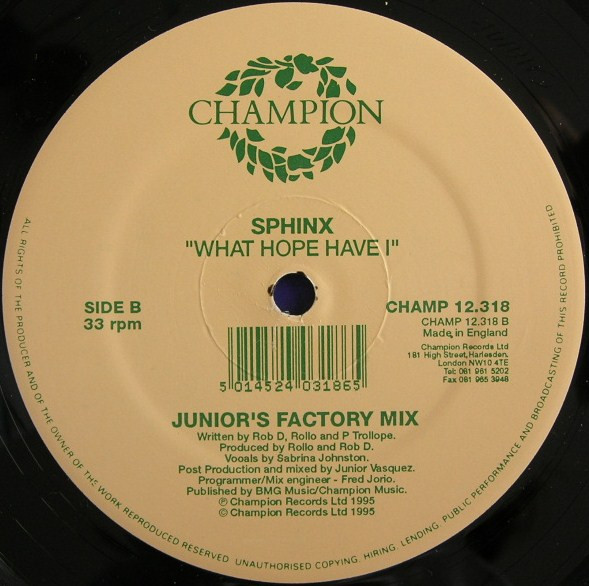 CHAMPION
SPHINX
"WHAT HOPE HAVE I"
SIDE B
33 rpm
CHAMP 12.318
CHAMP 12.318 B
Made in England
Champion Records Ltd
181 High Street, Harlesden.
London NW10 4TE
Tel: 081 961 5202
Fax 081 965 3948
5 014524 031865
JUNIOR'S FACTORY MIX
Written by Rob D, Rollo and P Trollope.
Produced by Rollo and Rob D.
Vocals by Sabrina Johnston.
Post Production and mixed by Junior Vasquez.
Programmer/Mix engineer - Fred Jorio.
Published by BMG Music/Champion Music.
℗ Champion Records Ltd 1995
© Champion Records Ltd 1995
ALL RIGHTS OF THE PRODUCER AND OF THE OWNER OF THIS WORK REPRODUCED RESERVED. UNAUTHORISED COPYING, HIRING, LENDING, PUBLIC PERFORMANCE AND BROADCASTING OF THIS RECORD PROHIBITED